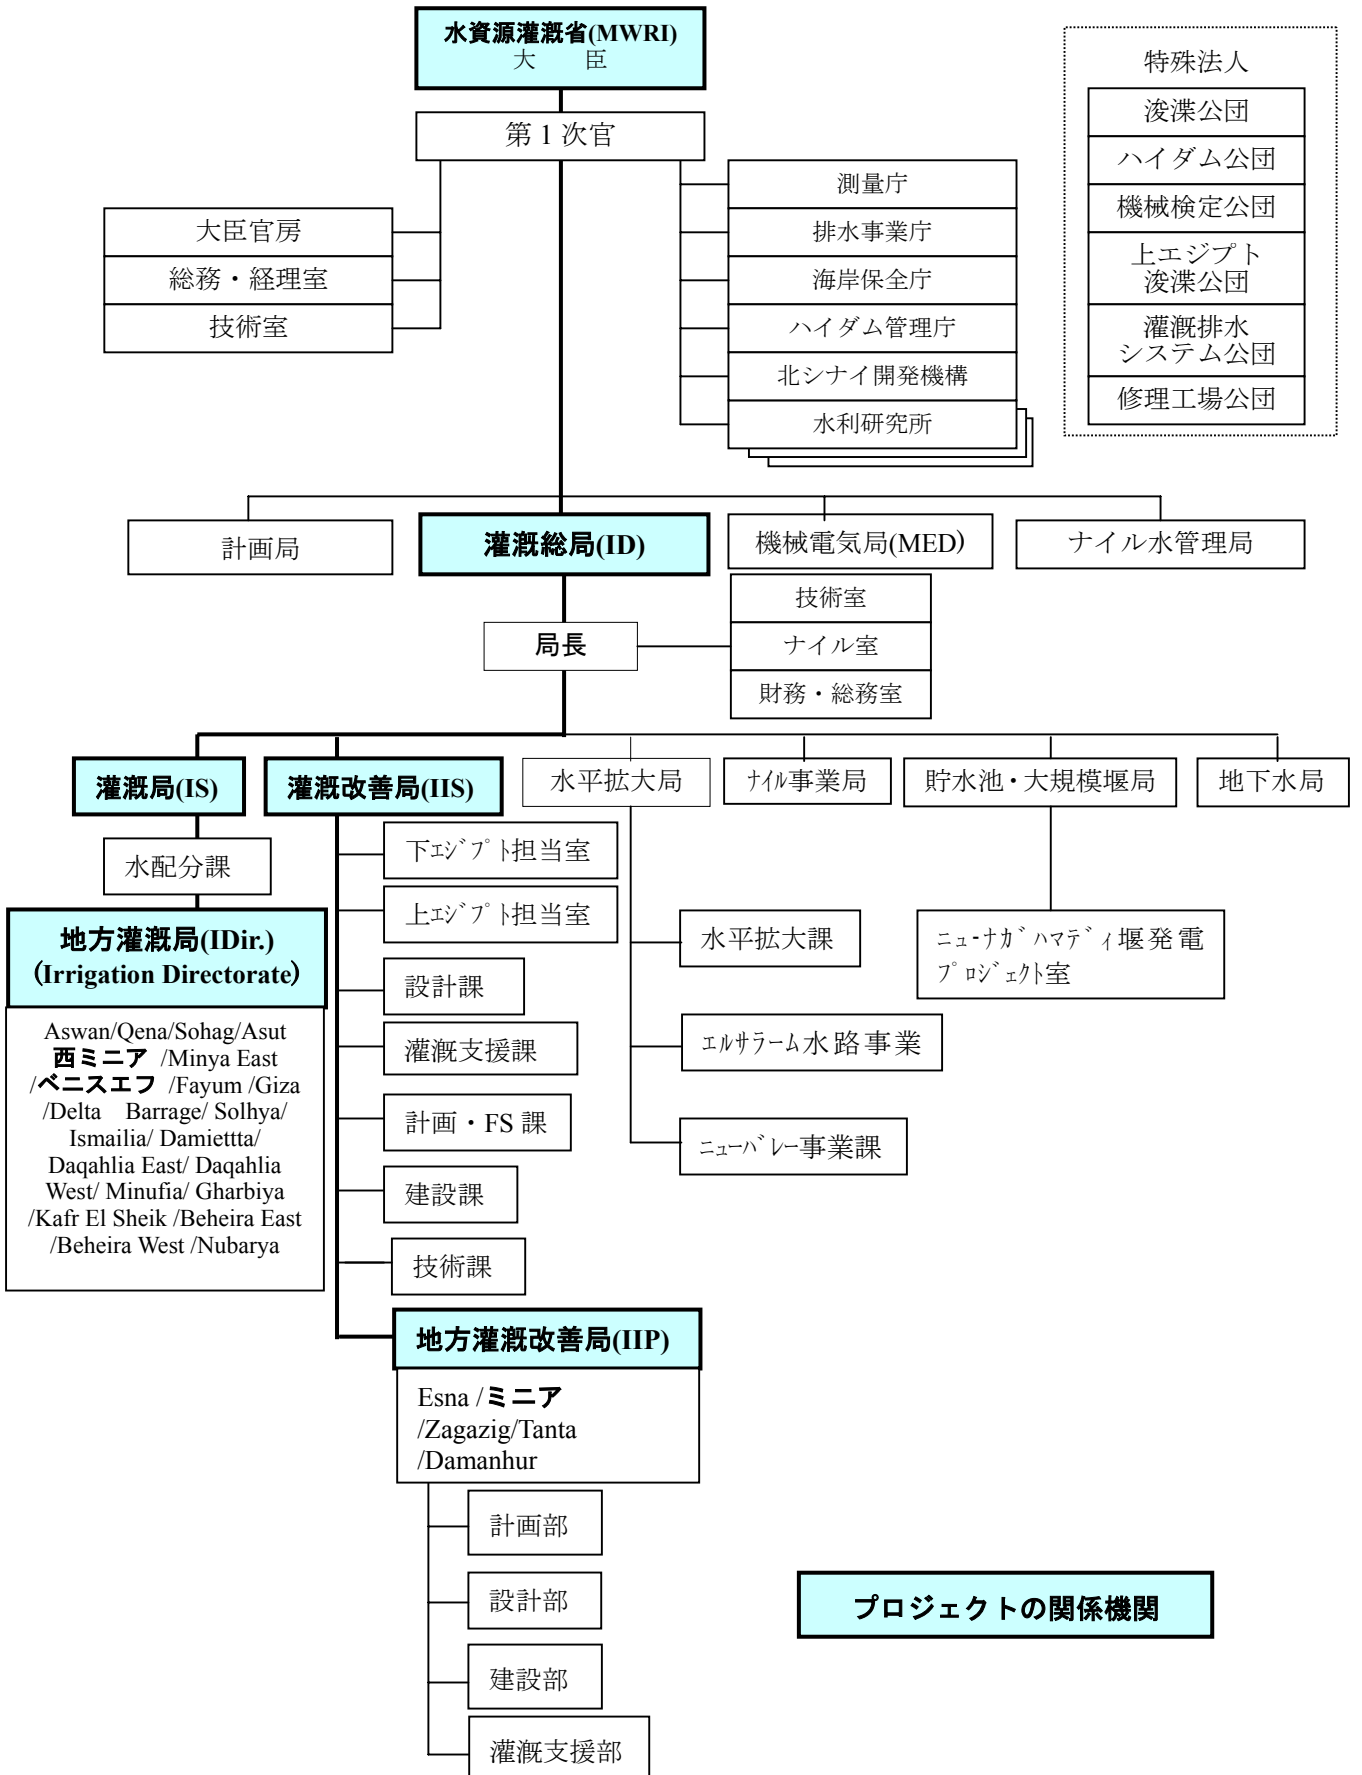 水資源灌漑省(MWRI)
大　臣
第 1 次官
大臣官房
総務・経理室
技術室
測量庁
排水事業庁
海岸保全庁
ハイダム管理庁
北シナイ開発機構
水利研究所
特殊法人
浚渫公団
ハイダム公団
機械検定公団
上エジプト
浚渫公団
灌漑排水
システム公団
修理工場公団
計画局
灌漑総局(ID)
機械電気局(MED)
ナイル水管理局
局長
技術室
ナイル室
財務・総務室
灌漑局(IS)
灌漑改善局(IIS)
水平拡大局
ﾅｲﾙ事業局
貯水池・大規模堰局
地下水局
水配分課
地方灌漑局(IDir.)
(Irrigation Directorate)
Aswan/Qena/Sohag/Asut
西ミニア /Minya East
/ベニスエフ /Fayum /Giza
/Delta Barrage/ Solhya/
Ismailia/ Damiettta/
Daqahlia East/ Daqahlia
West/ Minufia/ Gharbiya
/Kafr El Sheik /Beheira East
/Beheira West /Nubarya
下ｴｼﾞﾌﾟﾄ担当室
上ｴｼﾞﾌﾟﾄ担当室
設計課
灌漑支援課
計画・FS 課
建設課
技術課
水平拡大課
ｴﾙｻﾗｰﾑ水路事業
ﾆｭｰﾊﾞﾚｰ事業課
ﾆｭｰﾅｶﾞﾊﾏﾃﾞｨ堰発電
ﾌﾟﾛｼﾞｪｸﾄ室
地方灌漑改善局(IIP)
Esna /ミニア
/Zagazig/Tanta
/Damanhur
計画部
設計部
建設部
灌漑支援部
プロジェクトの関係機関